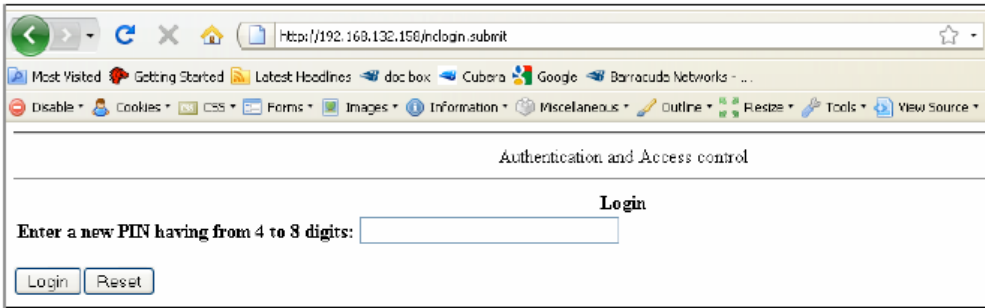 http://192.168.132.158/nclogin.submit
Most Visited Getting Started Latest Headlines doc box Cubera Google Barracuda Networks - ...
Disable Cookies CSS Forms Images Information Miscellaneous Outline Resize Tools View Source
Authentication and Access control
Login
Enter a new PIN having from 4 to 8 digits:
Login Reset